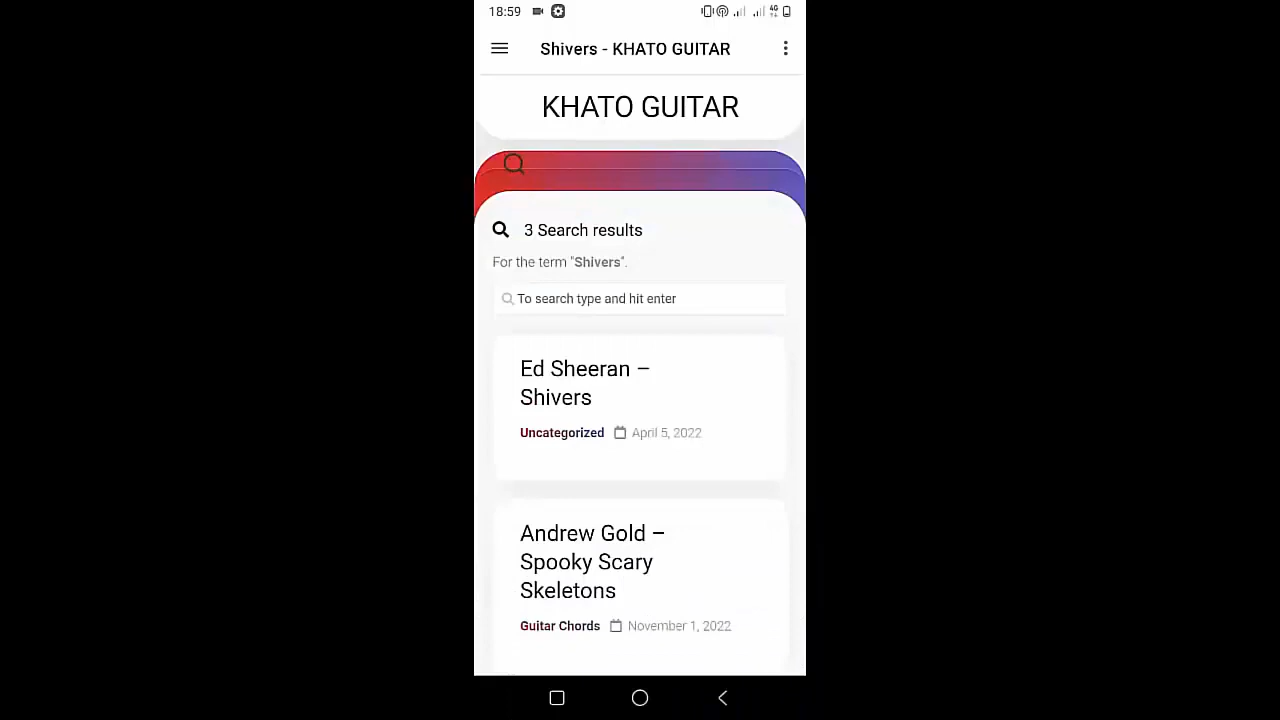 18:59
4G
Shivers - KHATO GUITAR
KHATO GUITAR
3 Search results
For the term "Shivers".
To search type and hit enter
Ed Sheeran –
Shivers
Uncategorized April 5, 2022
Andrew Gold –
Spooky Scary
Skeletons
Guitar Chords November 1, 2022